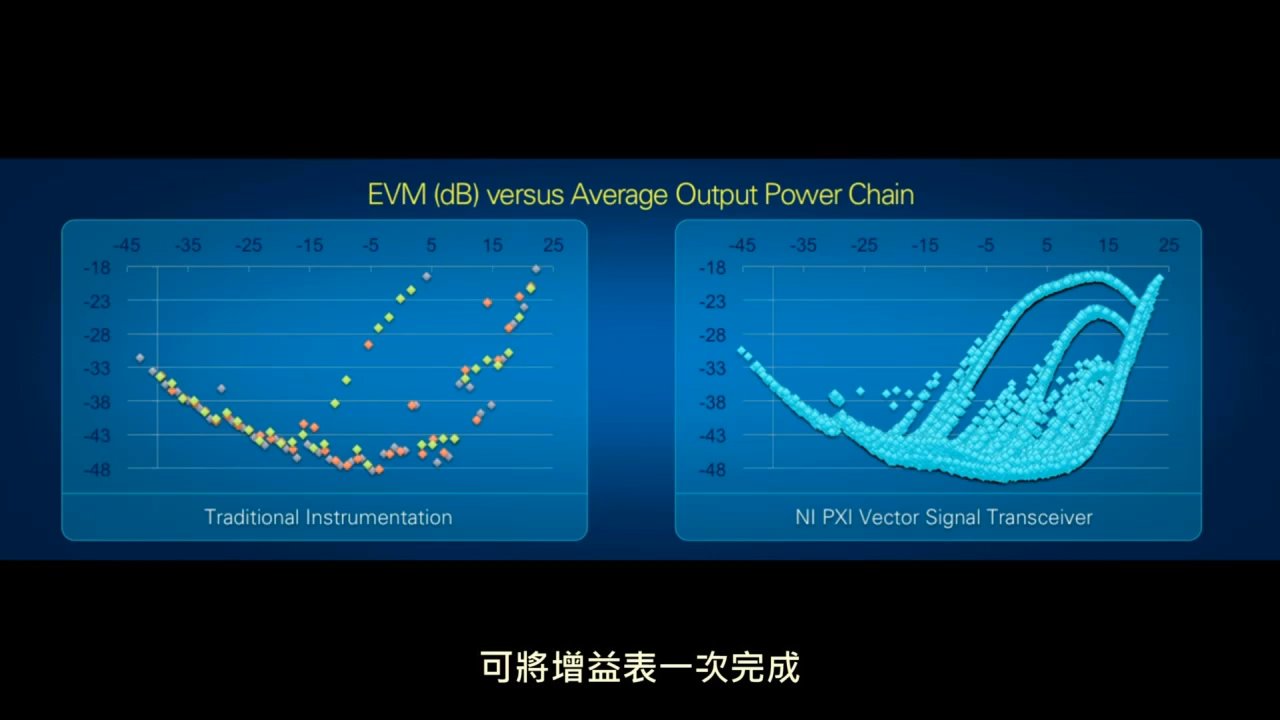 EVM (dB) versus Average Output Power Chain
-45 -35 -25 -15 -5 5 15 25
-18
-23
-28
-33
-38
-43
-48
Traditional Instrumentation
-45 -35 -25 -15 -5 5 15 25
-18
-23
-28
-33
-38
-43
-48
NI PXI Vector Signal Transceiver
可將增益表一次完成